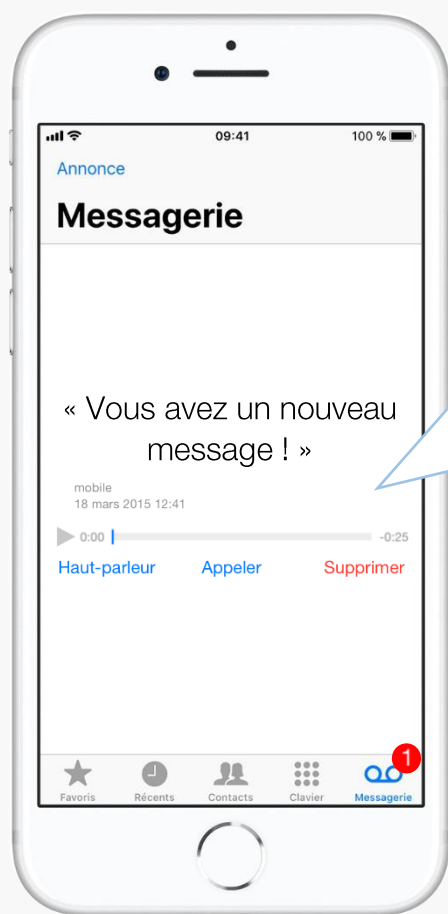 09:41
100 %
Annonce
Messagerie
« Vous avez un nouveau
message ! »
mobile
18 mars 2015 12:41
0:00
-0:25
Haut-parleur
Appeler
Supprimer
1
Favoris
Récents
Contacts
Clavier
Messagerie